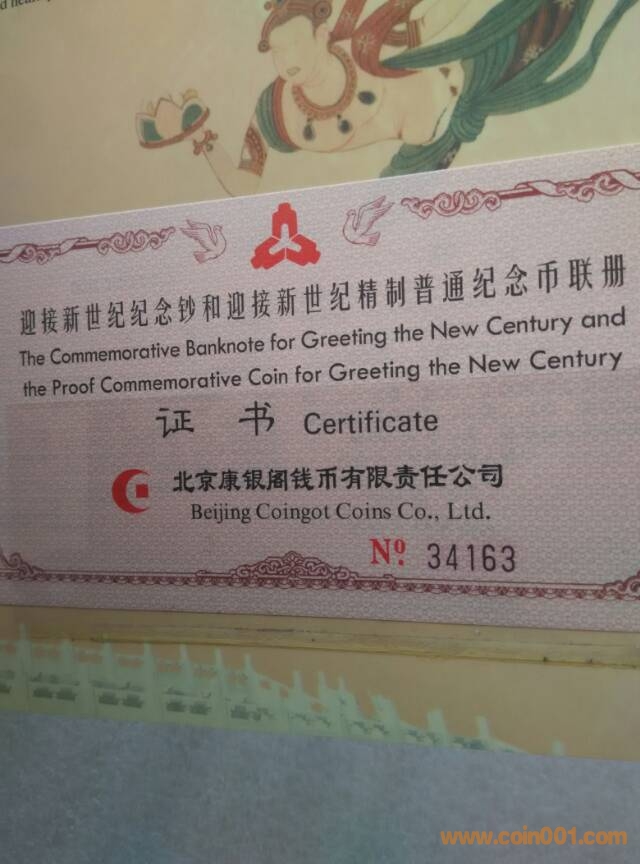 迎接新世纪纪念钞和迎接新世纪精制普通纪念币联册
The Commemorative Banknote for Greeting the New Century and
the Proof Commemorative Coin for Greeting the New Century
证 书 Certificate
北京康银阁钱币有限责任公司
Beijing Coingot Coins Co., Ltd.
Nº. 34163
www.coin001.com